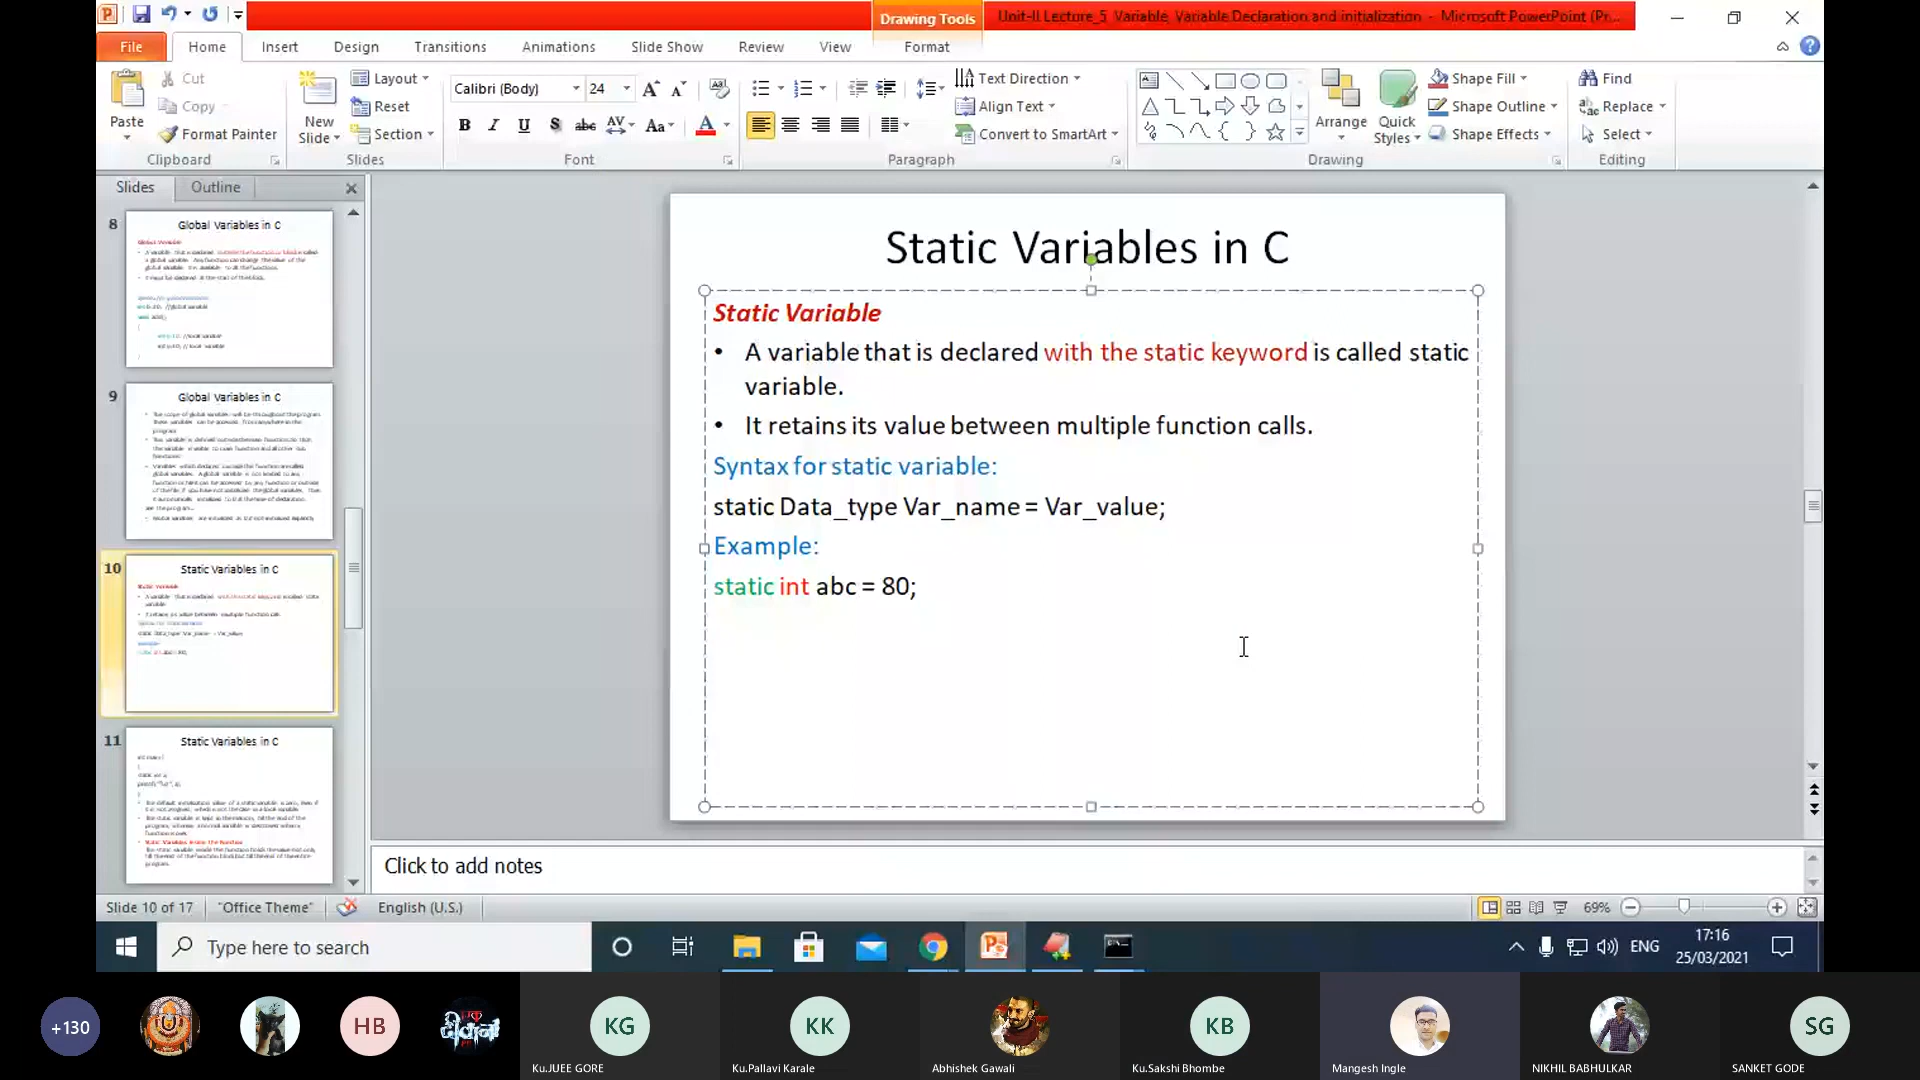 Drawing Tools
Unit-II Lecture_5 Variable, Variable Declaration and initialization - Microsoft PowerPoint (Pr...
File Home Insert Design Transitions Animations Slide Show Review View Format
Paste
Cut
Copy
Format Painter
Clipboard
New Slide
Layout
Reset
Section
Slides
Calibri (Body) 24
B I U S abc AV Aa A
Font
Text Direction
Align Text
Convert to SmartArt
Paragraph
Arrange
Quick Styles
Shape Fill
Shape Outline
Shape Effects
Drawing
Find
Replace
Select
Editing
Slides Outline
8
Global Variables in C
9
Global Variables in C
10
Static Variables in C
11
Static Variables in C
Static Variables in C
Static Variable
• A variable that is declared with the static keyword is called static
variable.
• It retains its value between multiple function calls.
Syntax for static variable:
static Data_type Var_name = Var_value;
Example:
static int abc = 80;
Click to add notes
Slide 10 of 17 "Office Theme" English (U.S.) 69%
Type here to search
ENG
17:16
25/03/2021
+130
HB
KG
KK
KB
SG
Ku.JUEE GORE
Ku.Pallavi Karale
Abhishek Gawali
Ku.Sakshi Bhombe
Mangesh Ingle
NIKHIL BABHULKAR
SANKET GODE